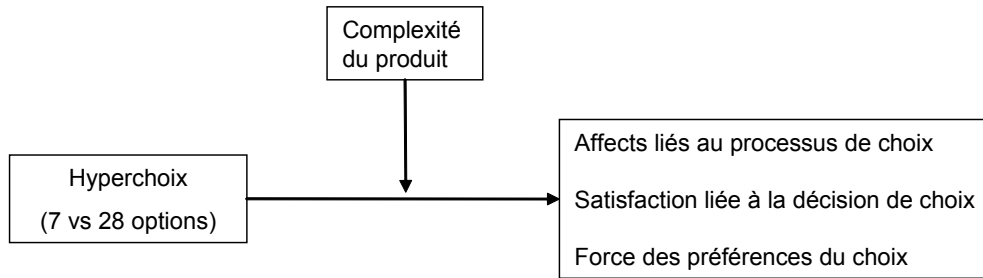 Complexité
du produit
Hyperchoix
(7 vs 28 options)
Affects liés au processus de choix
Satisfaction liée à la décision de choix
Force des préférences du choix